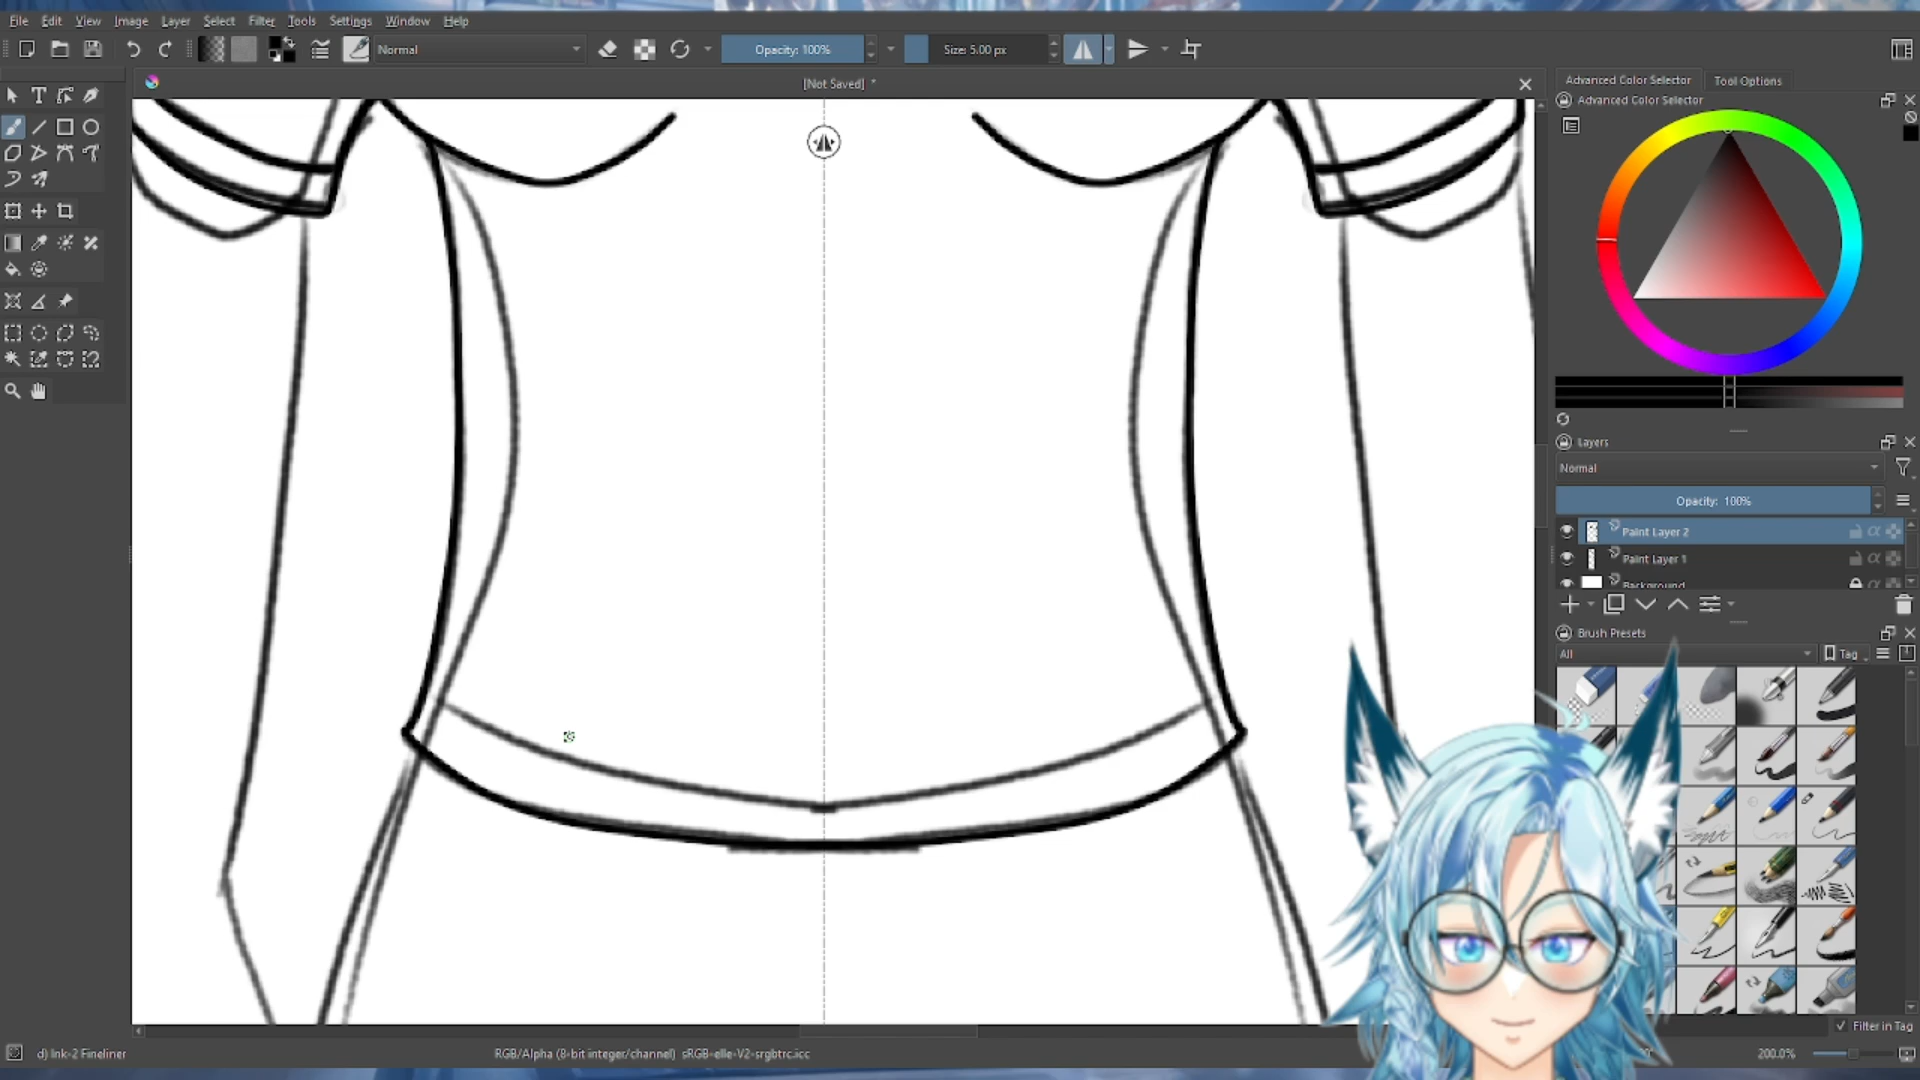 File Edit View Image Layer Select Filter Tools Settings Window Help
Normal Opacity: 100% Size: 5.00 px
[Not Saved] *
Advanced Color Selector Tool Options
Advanced Color Selector
Layers
Normal
Opacity: 100%
Paint Layer 2
Paint Layer 1
Background
Brush Presets
All Tag
Filter in Tag
d) Ink-2 Fineliner RGB/Alpha (8-bit integer/channel) sRGB-elle-V2-srgbtrc.icc 200.0%